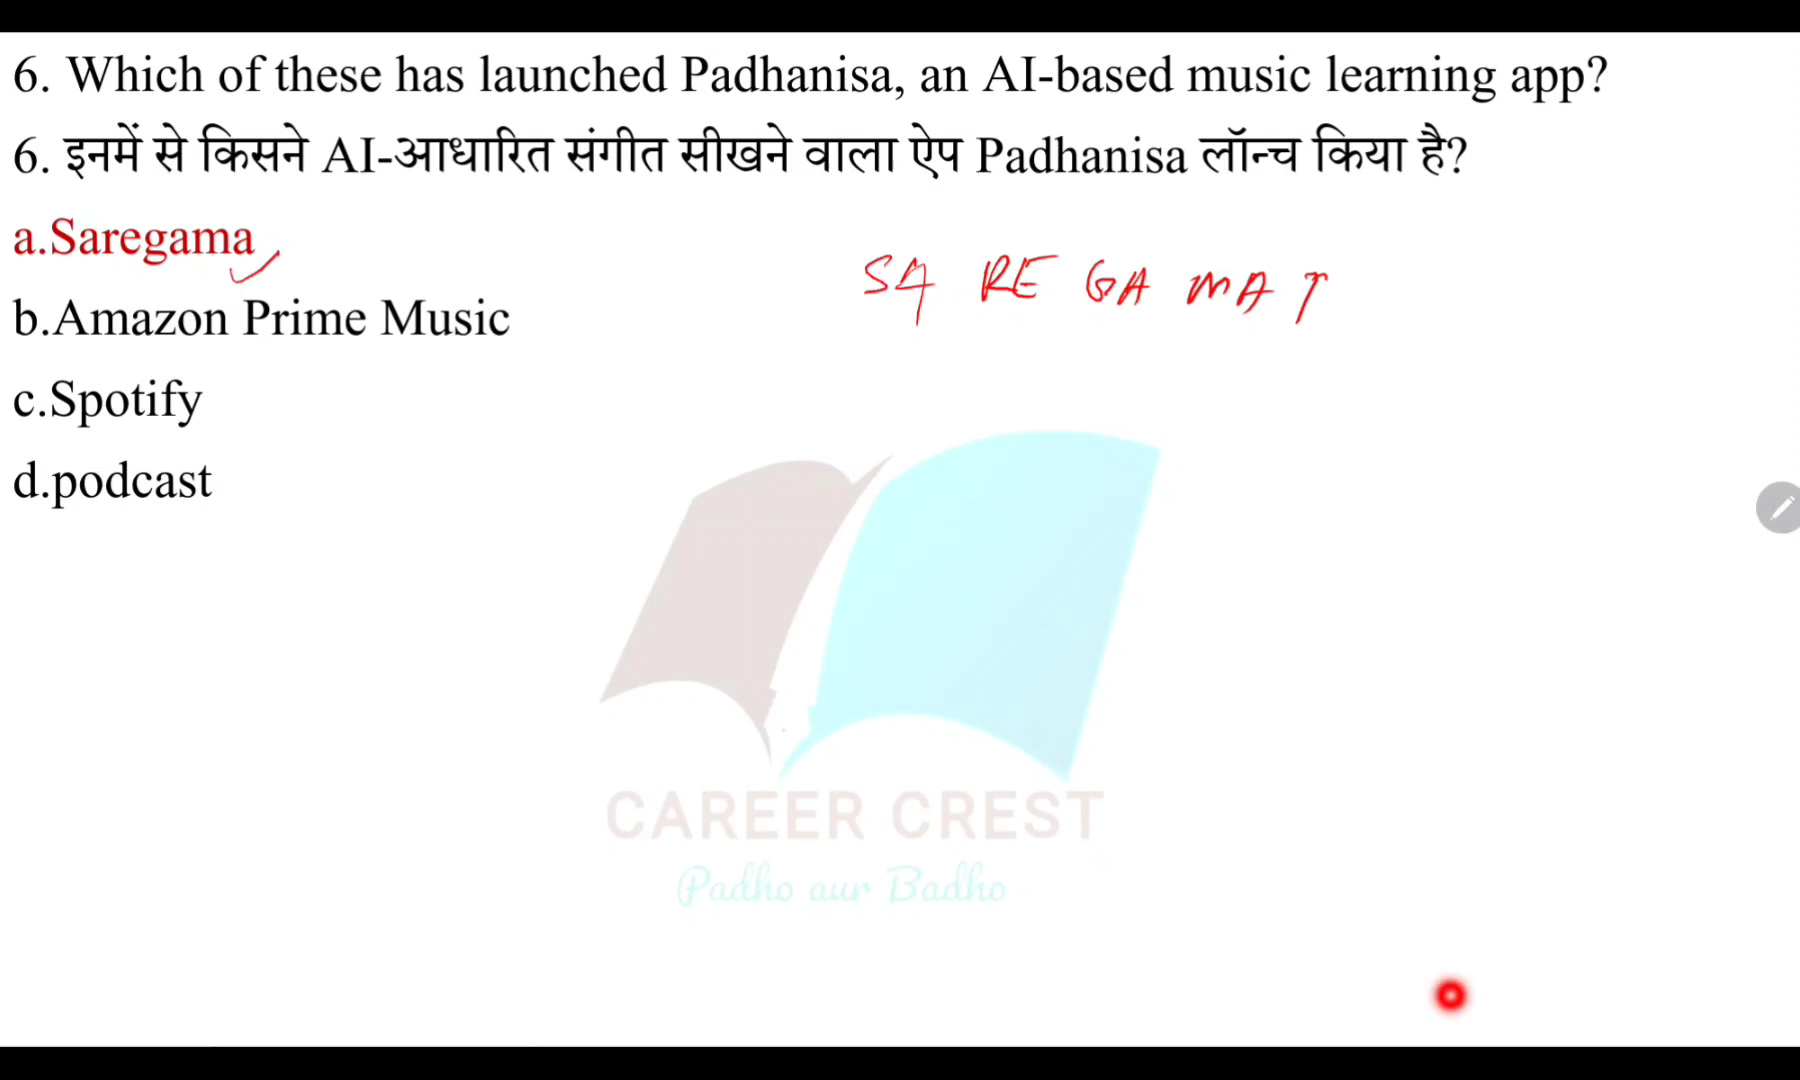 6. Which of these has launched Padhanisa, an AI-based music learning app?
6. इनमें से किसने AI-आधारित संगीत सीखने वाला ऐप Padhanisa लॉन्च किया है?
a.Saregama
SA RE GA MA
b.Amazon Prime Music
c.Spotify
d.podcast
CAREER CREST
Padho aur Badho